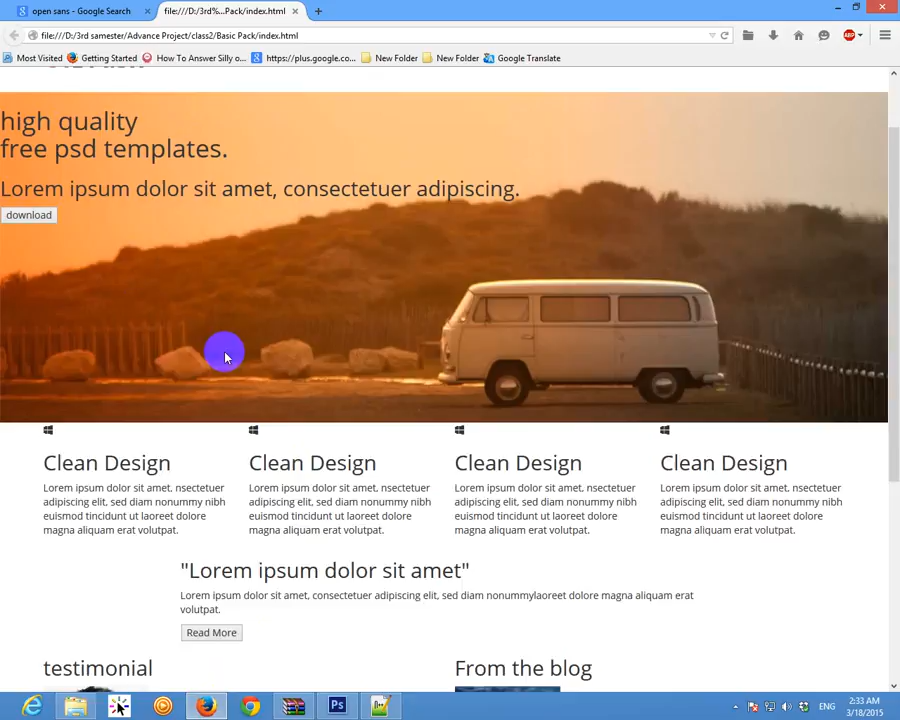 open sans - Google Search
file:///D:/3rd%...Pack/index.html
file:///D:/3rd samester/Advance Project/class2/Basic Pack/index.html
Most Visited
Getting Started
How To Answer Silly o...
https://plus.google.co...
New Folder
New Folder
Google Translate
high quality
free psd templates.
Lorem ipsum dolor sit amet, consectetuer adipiscing.
download
Clean Design
Lorem ipsum dolor sit amet, nonummy
adipiscing elit, sed diam nonummy nibh
euismod tincidunt ut laoreet dolore
magna aliquam erat volutpat.
Clean Design
Lorem ipsum dolor sit amet, consectetuer
adipiscing elit, sed diam nonummy nibh
euismod tincidunt ut laoreet dolore
magna aliquam erat volutpat.
Clean Design
Lorem ipsum dolor sit amet, consectetuer
adipiscing elit, sed diam nonummy nibh
euismod tincidunt ut laoreet dolore
magna aliquam erat volutpat.
Clean Design
Lorem ipsum dolor sit amet, nonummy
adipiscing elit, sed diam nonummy nibh
euismod tincidunt ut laoreet dolore
magna aliquam erat volutpat.
"Lorem ipsum dolor sit amet"
Lorem ipsum dolor sit amet, consectetuer adipiscing elit, sed diam nonummylaoreet dolore magna aliquam erat
volutpat.
Read More
testimonial
From the blog
ABP
ENG
2:33 AM
3/18/2015